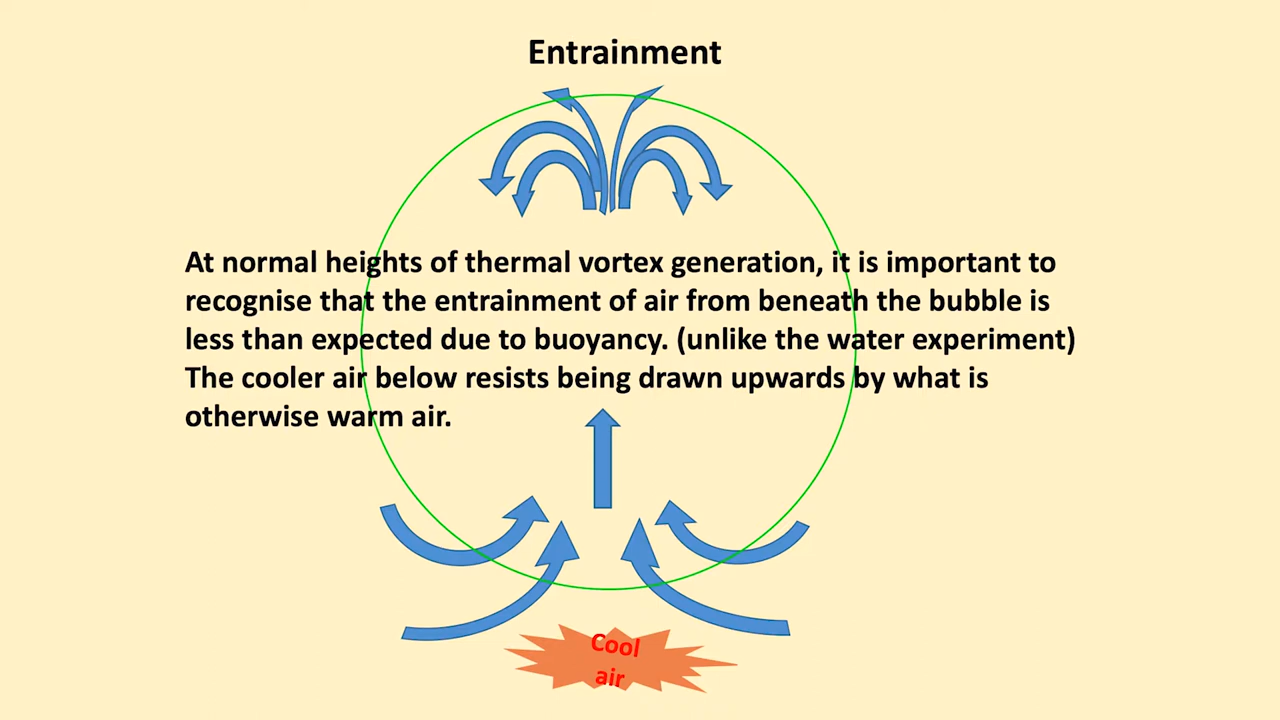 Entrainment
At normal heights of thermal vortex generation, it is important to
recognise that the entrainment of air from beneath the bubble is
less than expected due to buoyancy. (unlike the water experiment)
The cooler air below resists being drawn upwards by what is
otherwise warm air.
Cool
air